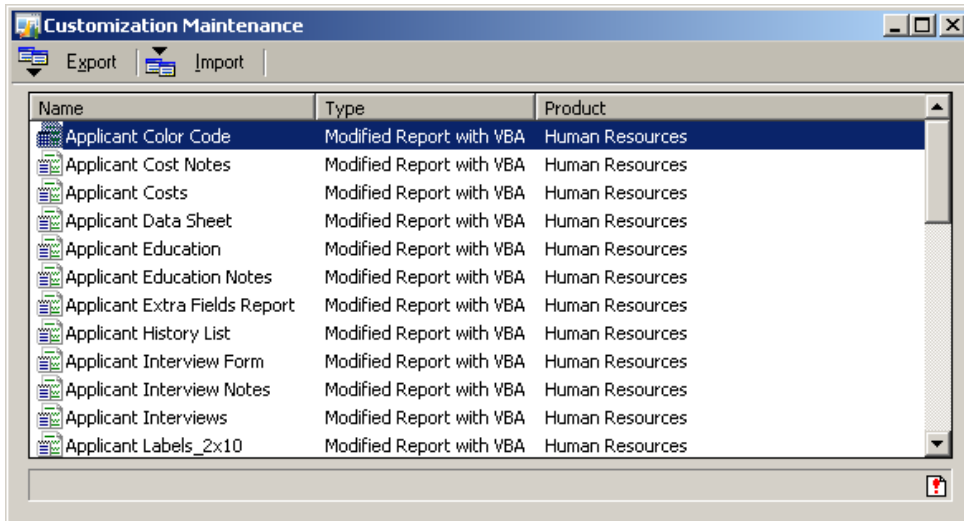 Customization Maintenance
Export Import
Name Type Product
Applicant Color Code Modified Report with VBA Human Resources
Applicant Cost Notes Modified Report with VBA Human Resources
Applicant Costs Modified Report with VBA Human Resources
Applicant Data Sheet Modified Report with VBA Human Resources
Applicant Education Modified Report with VBA Human Resources
Applicant Education Notes Modified Report with VBA Human Resources
Applicant Extra Fields Report Modified Report with VBA Human Resources
Applicant History List Modified Report with VBA Human Resources
Applicant Interview Form Modified Report with VBA Human Resources
Applicant Interview Notes Modified Report with VBA Human Resources
Applicant Interviews Modified Report with VBA Human Resources
Applicant Labels_2x10 Modified Report with VBA Human Resources